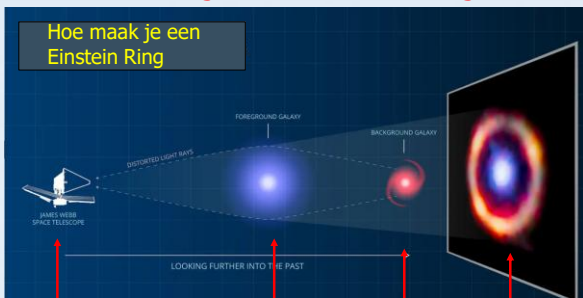 Hoe maak je een
Einstein Ring
FOREGROUND GALAXY
BACKGROUND GALAXY
DISTORTED LIGHT RAYS
JAMES WEBB
SPACE TELESCOPE
LOOKING FURTHER INTO THE PAST